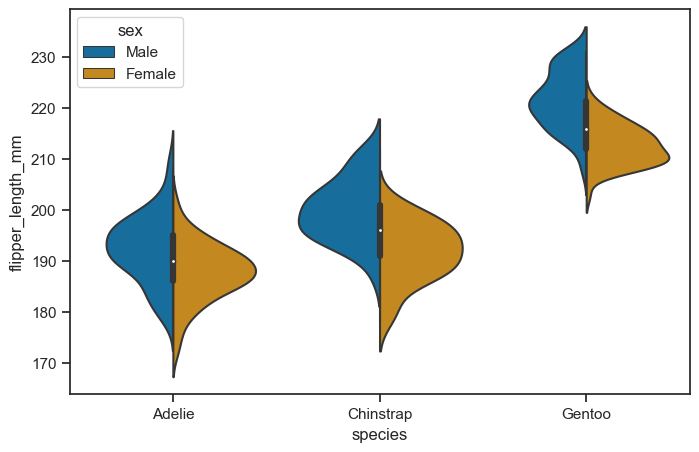 sex
Male
Female
230
220
210
200
190
180
170
flipper_length_mm
Adelie
Chinstrap
Gentoo
species